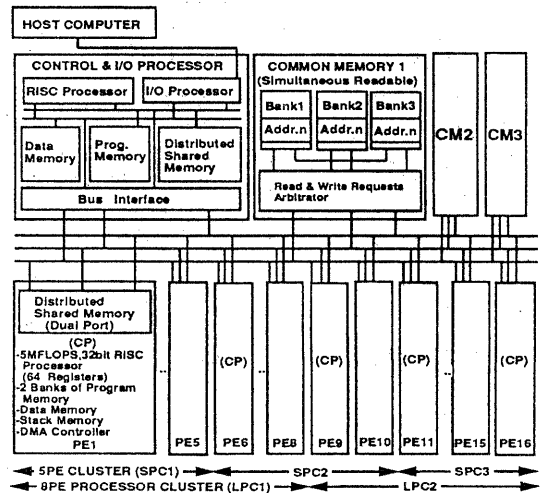 HOST COMPUTER
CONTROL & I/O PROCESSOR
RISC Processor
I/O Processor
Data
Memory
Prog.
Memory
Distributed
Shared
Memory
Bus Interface
COMMON MEMORY 1
(Simultaneous Readable)
Bank1
Bank2
Bank3
Addr.n
Addr.n
Addr.n
Read & Write Requests
Arbitrator
CM2
CM3
Distributed
Shared Memory
(Dual Port)
(CP)
-5MFLOPS,32bit RISC
Processor
(64 Registers)
-2 Banks of Program
Memory
-Data Memory
-Stack Memory
-DMA Controller
PE1
..
PE5
(CP)
PE6
..
PE8
(CP)
PE9
PE10
(CP)
PE11
..
PE15
(CP)
PE16
5PE CLUSTER (SPC1)
SPC2
SPC3
8PE PROCESSOR CLUSTER (LPC1)
LPC2